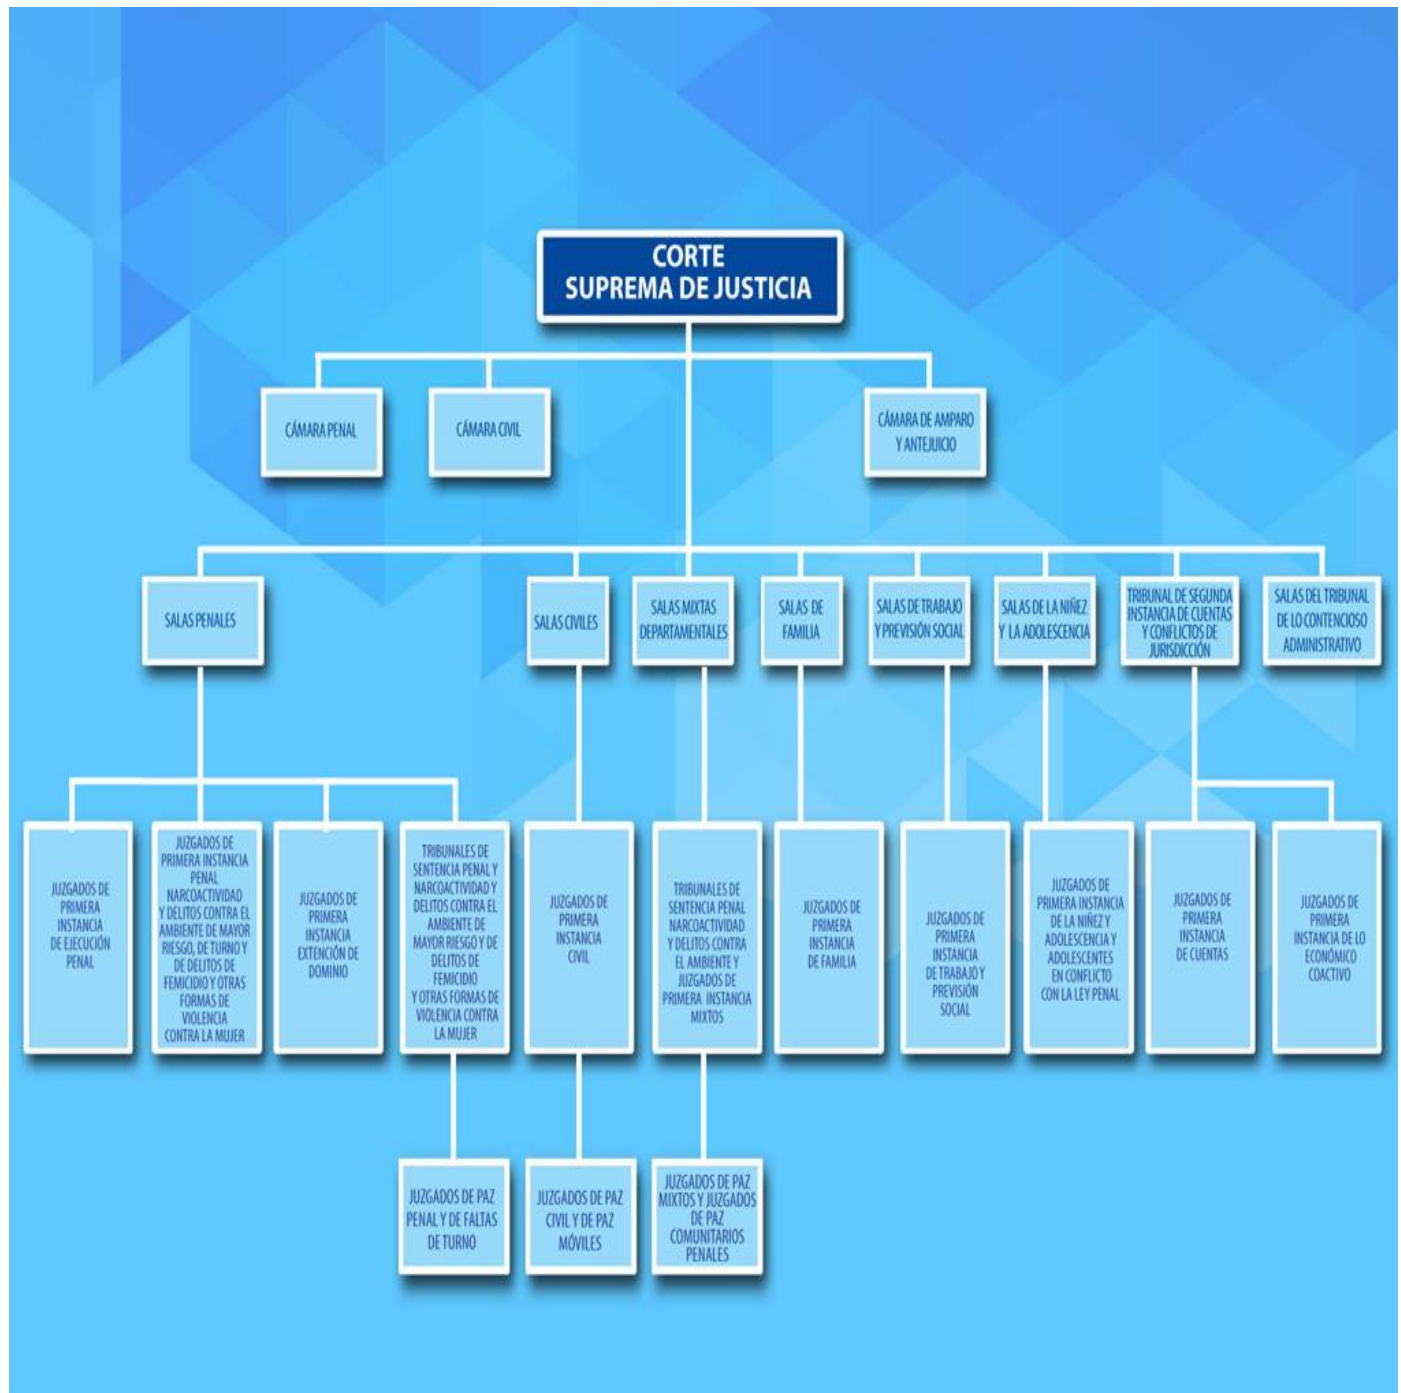 CORTE
SUPREMA DE JUSTICIA
CÁMARA PENAL
CÁMARA CIVIL
CÁMARA DE AMPARO
Y ANTEJUICIO
SALAS PENALES
SALAS CIVILES
SALAS MIXTAS
DEPARTAMENTALES
SALAS DE
FAMILIA
SALAS DE TRABAJO
Y PREVISIÓN SOCIAL
SALAS DE LA NIÑEZ
Y LA ADOLESCENCIA
TRIBUNAL DE SEGUNDA
INSTANCIA DE CUENTAS
Y CONFLICTOS DE
JURISDICCIÓN
SALAS DEL TRIBUNAL
DE LO CONTENCIOSO
ADMINISTRATIVO
JUZGADOS DE
PRIMERA
INSTANCIA
DE EJECUCIÓN
PENAL
JUZGADOS DE
PRIMERA INSTANCIA
PENAL
NARCOACTIVIDAD
Y DELITOS CONTRA EL
AMBIENTE DE MAYOR
RIESGO, DE TURNO Y
DE DELITOS DE
FEMICIDIO Y OTRAS
FORMAS DE
VIOLENCIA
CONTRA LA MUJER
JUZGADOS DE
PRIMERA
INSTANCIA
EXTENCIÓN DE
DOMINIO
TRIBUNALES DE
SENTENCIA PENAL Y
NARCOACTIVIDAD Y
DELITOS CONTRA EL
AMBIENTE DE
MAYOR RIESGO Y DE
DELITOS DE
FEMICIDIO
Y OTRAS FORMAS DE
VIOLENCIA CONTRA
LA MUJER
JUZGADOS DE
PRIMERA
INSTANCIA
CIVIL
TRIBUNALES DE
SENTENCIA PENAL
NARCOACTIVIDAD
Y DELITOS CONTRA
EL AMBIENTE Y
JUZGADOS DE
PRIMERA INSTANCIA
MIXTOS
JUZGADOS DE
PRIMERA
INSTANCIA
DE FAMILIA
JUZGADOS DE
PRIMERA
INSTANCIA
DE TRABAJO Y
PREVISIÓN
SOCIAL
JUZGADOS DE
PRIMERA INSTANCIA
DE LA NIÑEZ Y
ADOLESCENCIA Y
ADOLESCENTES
EN CONFLICTO
CON LA LEY PENAL
JUZGADOS DE
PRIMERA
INSTANCIA
DE CUENTAS
JUZGADOS DE
PRIMERA
INSTANCIA DE LO
ECONÓMICO
COACTIVO
JUZGADOS DE PAZ
PENAL Y DE FALTAS
DE TURNO
JUZGADOS DE PAZ
CIVIL Y DE PAZ
MÓVILES
JUZGADOS DE PAZ
MIXTOS Y JUZGADOS
DE PAZ
COMUNITARIOS
PENALES